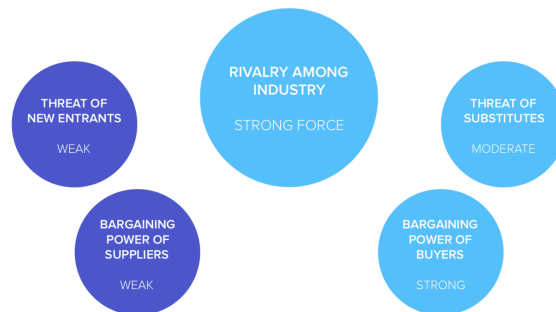 RIVALRY AMONG
INDUSTRY
STRONG FORCE
THREAT OF
NEW ENTRANTS
WEAK
THREAT OF
SUBSTITUTES
MODERATE
BARGAINING
POWER OF
SUPPLIERS
WEAK
BARGAINING
POWER OF
BUYERS
STRONG